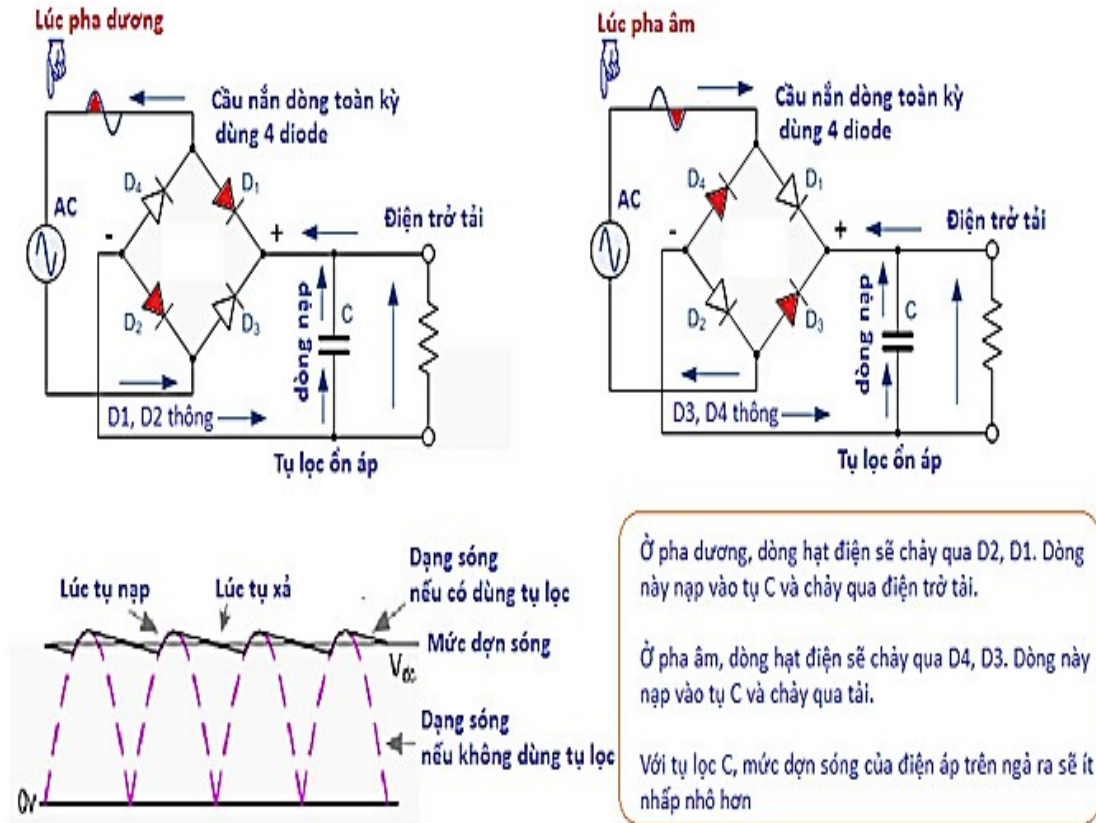 Lúc pha dương
Cầu nắn dòng toàn kỳ
dùng 4 diode
AC
D4
D1
D2
D3
-
+
Điện trở tải
dòng đậu
C
D1, D2 thông
Tụ lọc ổn áp
Lúc pha âm
Cầu nắn dòng toàn kỳ
dùng 4 diode
AC
D4
D1
D2
D3
-
+
Điện trở tải
dòng đậu
C
D3, D4 thông
Tụ lọc ổn áp
Lúc tụ nạp
Lúc tụ xả
Dạng sóng
nếu có dùng tụ lọc
Mức dợn sóng
Vdc
Dạng sóng
nếu không dùng tụ lọc
0v
Ở pha dương, dòng hạt điện sẽ chảy qua D2, D1. Dòng
này nạp vào tụ C và chảy qua điện trở tải.
Ở pha âm, dòng hạt điện sẽ chảy qua D4, D3. Dòng này
nạp vào tụ C và chảy qua tải.
Với tụ lọc C, mức dợn sóng của điện áp trên ngả ra sẽ ít
nhấp nhô hơn